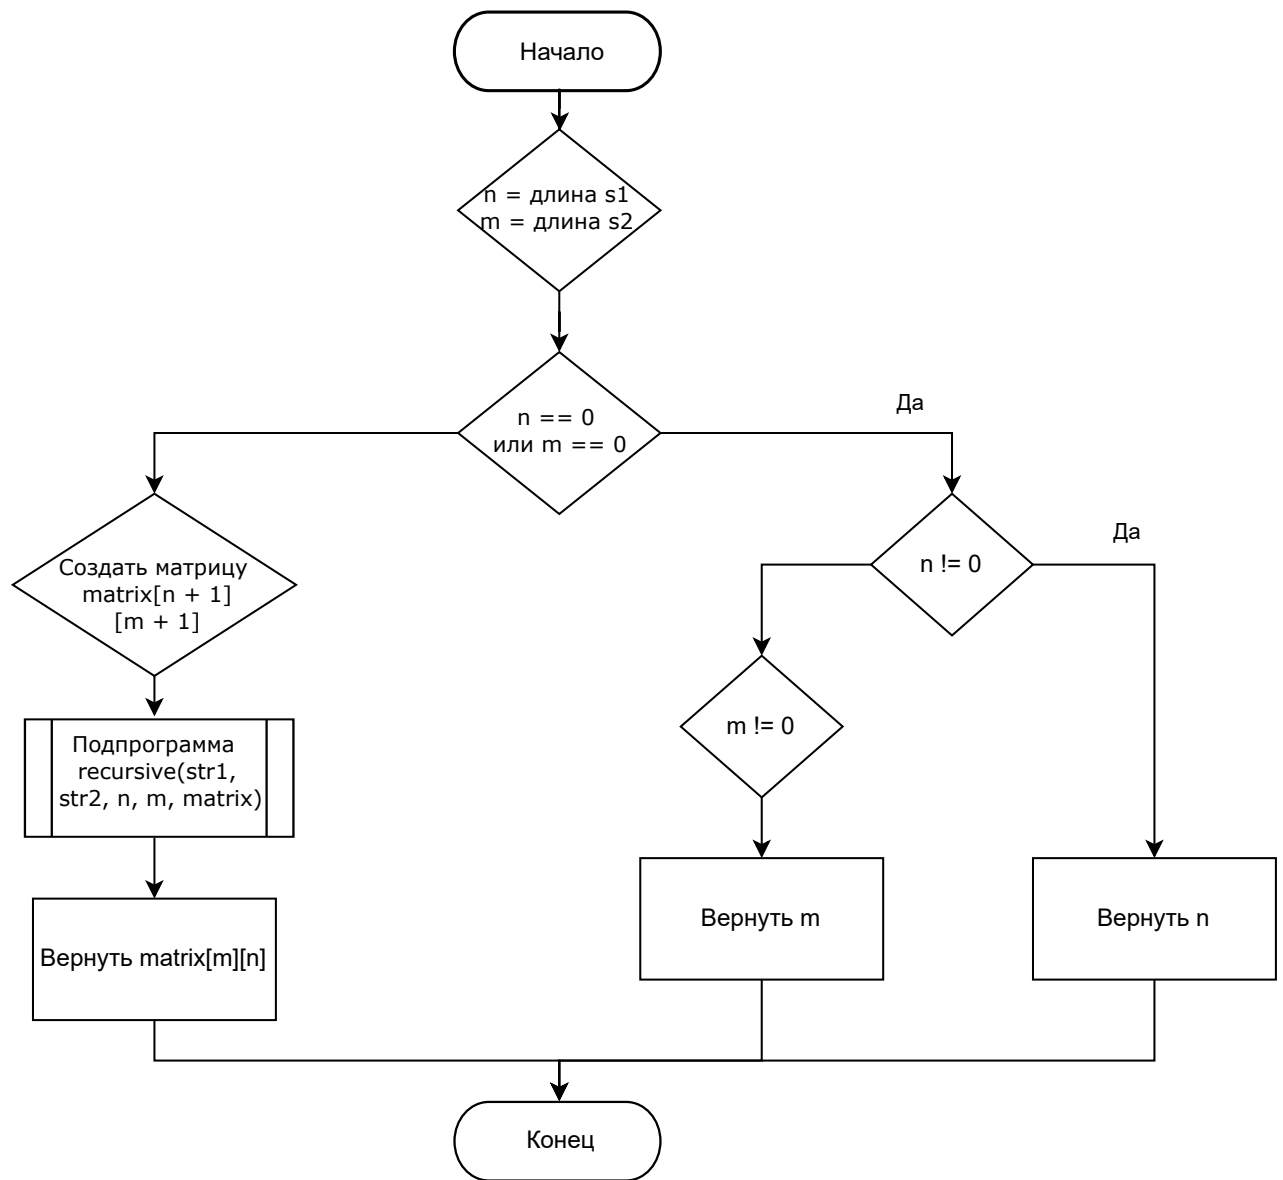 Начало
n = длина s1
m = длина s2
n == 0
или m == 0
Да
Создать матрицу
matrix[n + 1]
[m + 1]
n != 0
Да
m != 0
Подпрограмма
recursive(str1,
str2, n, m, matrix)
Вернуть matrix[m][n]
Вернуть m
Вернуть n
Конец